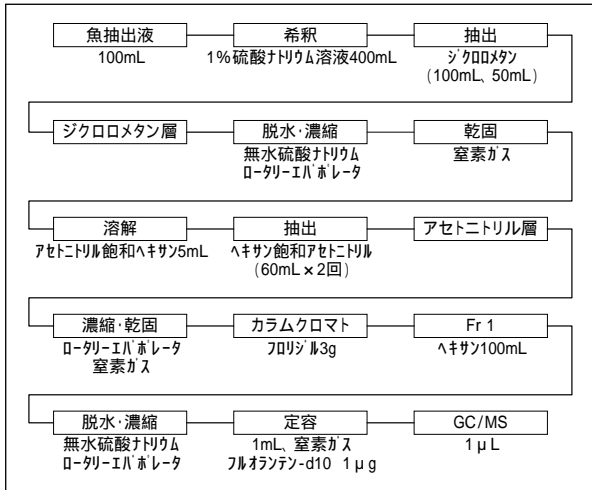 魚抽出液
100mL
希釈
1%硫酸ﾅﾄﾘｳﾑ溶液400mL
抽出
ｼﾞｸﾛﾛﾒﾀﾝ
(100mL、50mL)
ジクロロメタン層
脱水･濃縮
無水硫酸ﾅﾄﾘｳﾑ
ﾛｰﾀﾘｰｴﾊﾞﾎﾟﾚｰﾀ
乾固
窒素ｶﾞｽ
溶解
ｱｾﾄﾆﾄﾘﾙ飽和ﾍｷｻﾝ5mL
抽出
ﾍｷｻﾝ飽和ｱｾﾄﾆﾄﾘﾙ
(60mL×2回)
アセトニトリル層
濃縮･乾固
ﾛｰﾀﾘｰｴﾊﾞﾎﾟﾚｰﾀ
窒素ｶﾞｽ
カラムクロマト
ﾌﾛﾘｼﾞﾙ3g
Fr 1
ﾍｷｻﾝ100mL
脱水･濃縮
無水硫酸ﾅﾄﾘｳﾑ
ﾛｰﾀﾘｰｴﾊﾞﾎﾟﾚｰﾀ
定容
1mL、窒素ｶﾞｽ
ﾌﾙｵﾗﾝﾃﾝ-d10 1μg
GC/MS
1μL